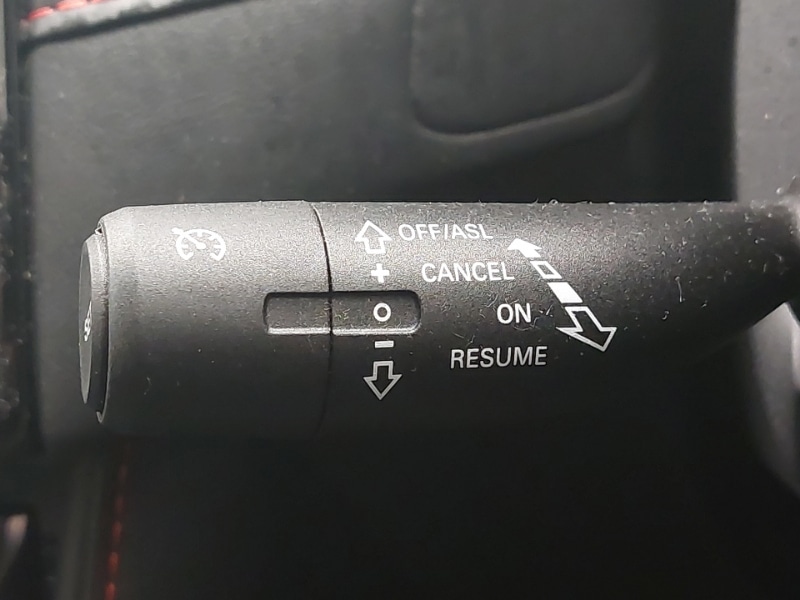 OFF/ASL
+ CANCEL
O ON
-
RESUME